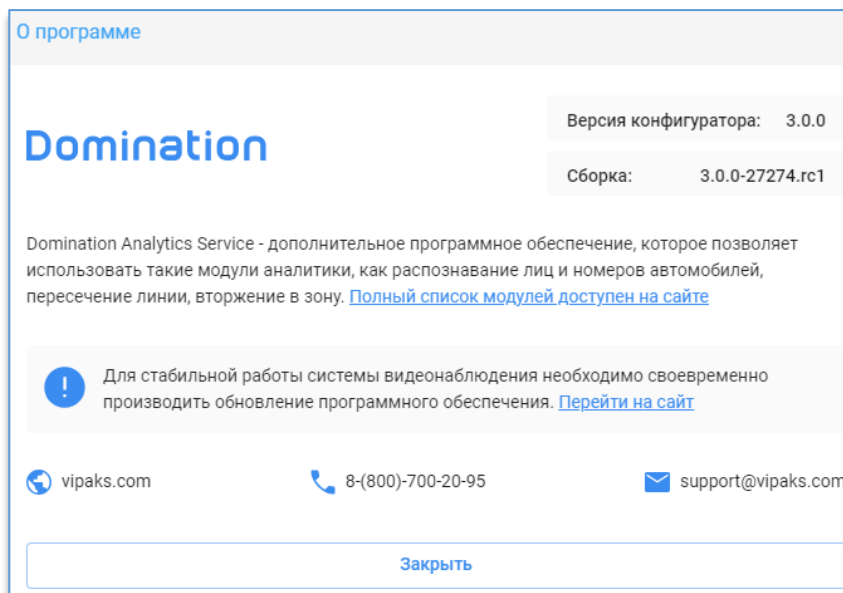 О программе
Domination
Версия конфигуратора: 3.0.0
Сборка: 3.0.0-27274.rc1
Domination Analytics Service - дополнительное программное обеспечение, которое позволяет
использовать такие модули аналитики, как распознавание лиц и номеров автомобилей,
пересечение линии, вторжение в зону. Полный список модулей доступен на сайте
Для стабильной работы системы видеонаблюдения необходимо своевременно
производить обновление программного обеспечения. Перейти на сайт
vipaks.com 8-(800)-700-20-95 support@vipaks.com
Закрыть